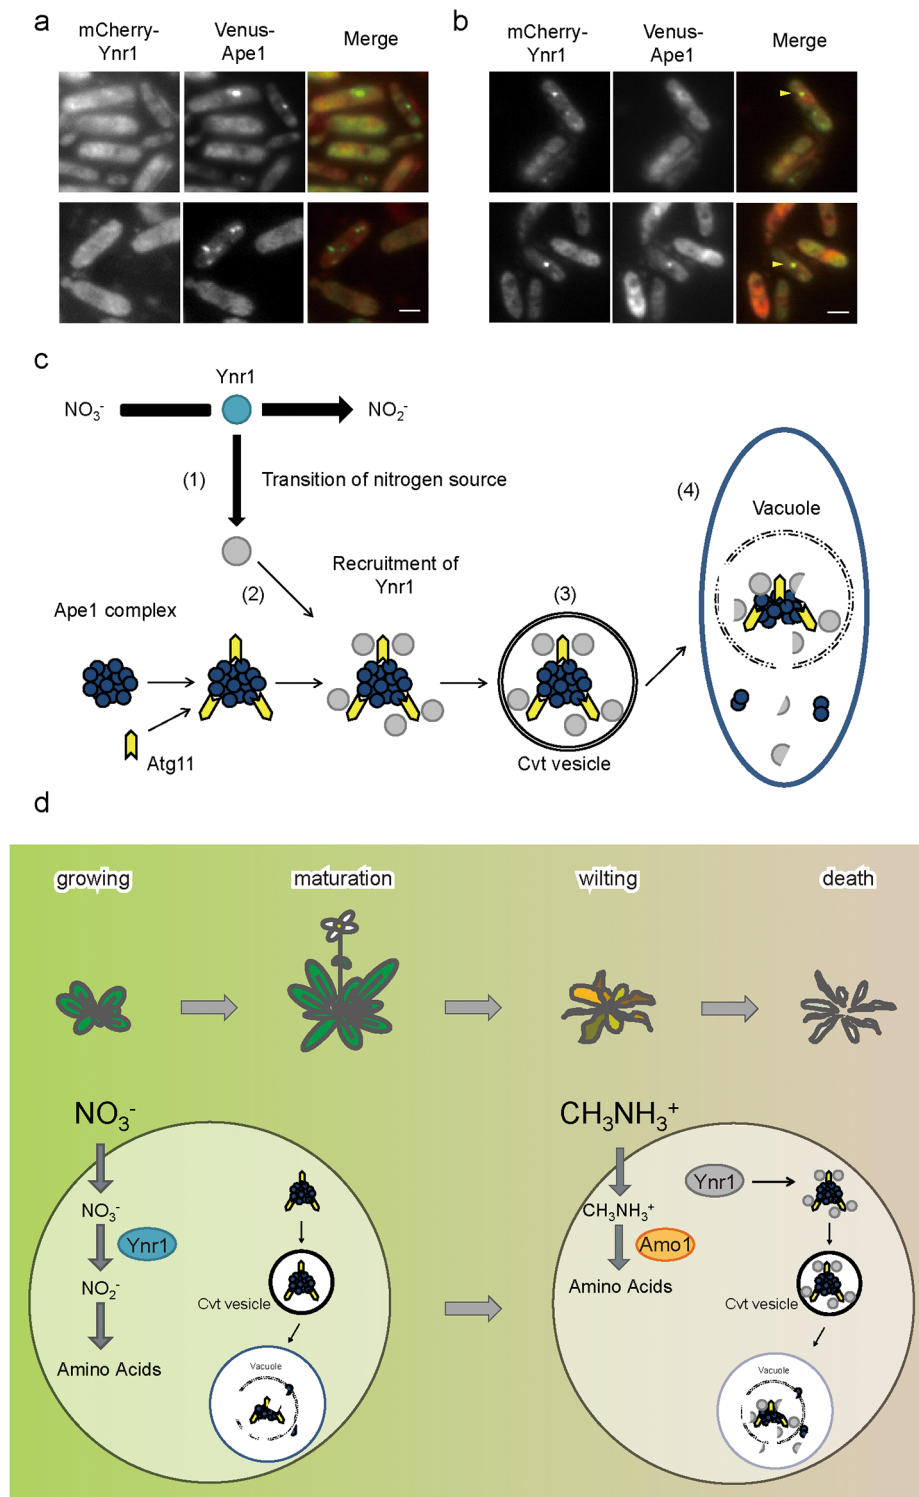 a
mCherry-
Ynr1
Venus-
Ape1
Merge
b
mCherry-
Ynr1
Venus-
Ape1
Merge
c
Ynr1
NO3-
NO2-
(1)
Transition of nitrogen source
(2)
Recruitment of
Ynr1
Ape1 complex
Atg11
(3)
Cvt vesicle
(4)
Vacuole
d
growing
maturation
wilting
death
NO3-
NO3-
Ynr1
NO2-
Amino Acids
Cvt vesicle
Vacuole
CH3NH3+
CH3NH3+
Amo1
Amino Acids
Ynr1
Cvt vesicle
Vacuole